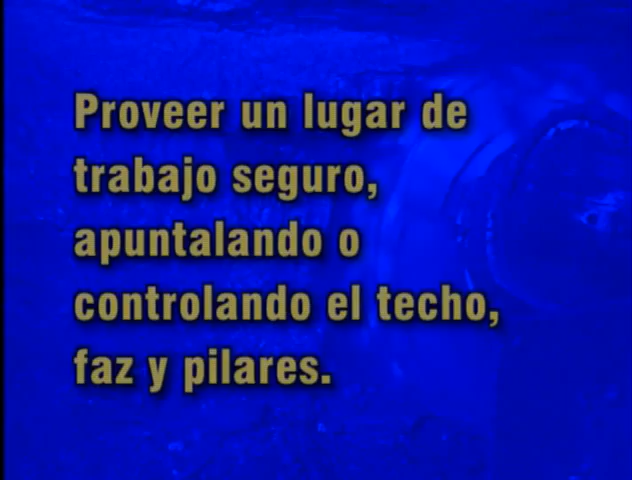 Proveer un lugar de
trabajo seguro,
apuntalando o
controlando el techo,
faz y pilares.